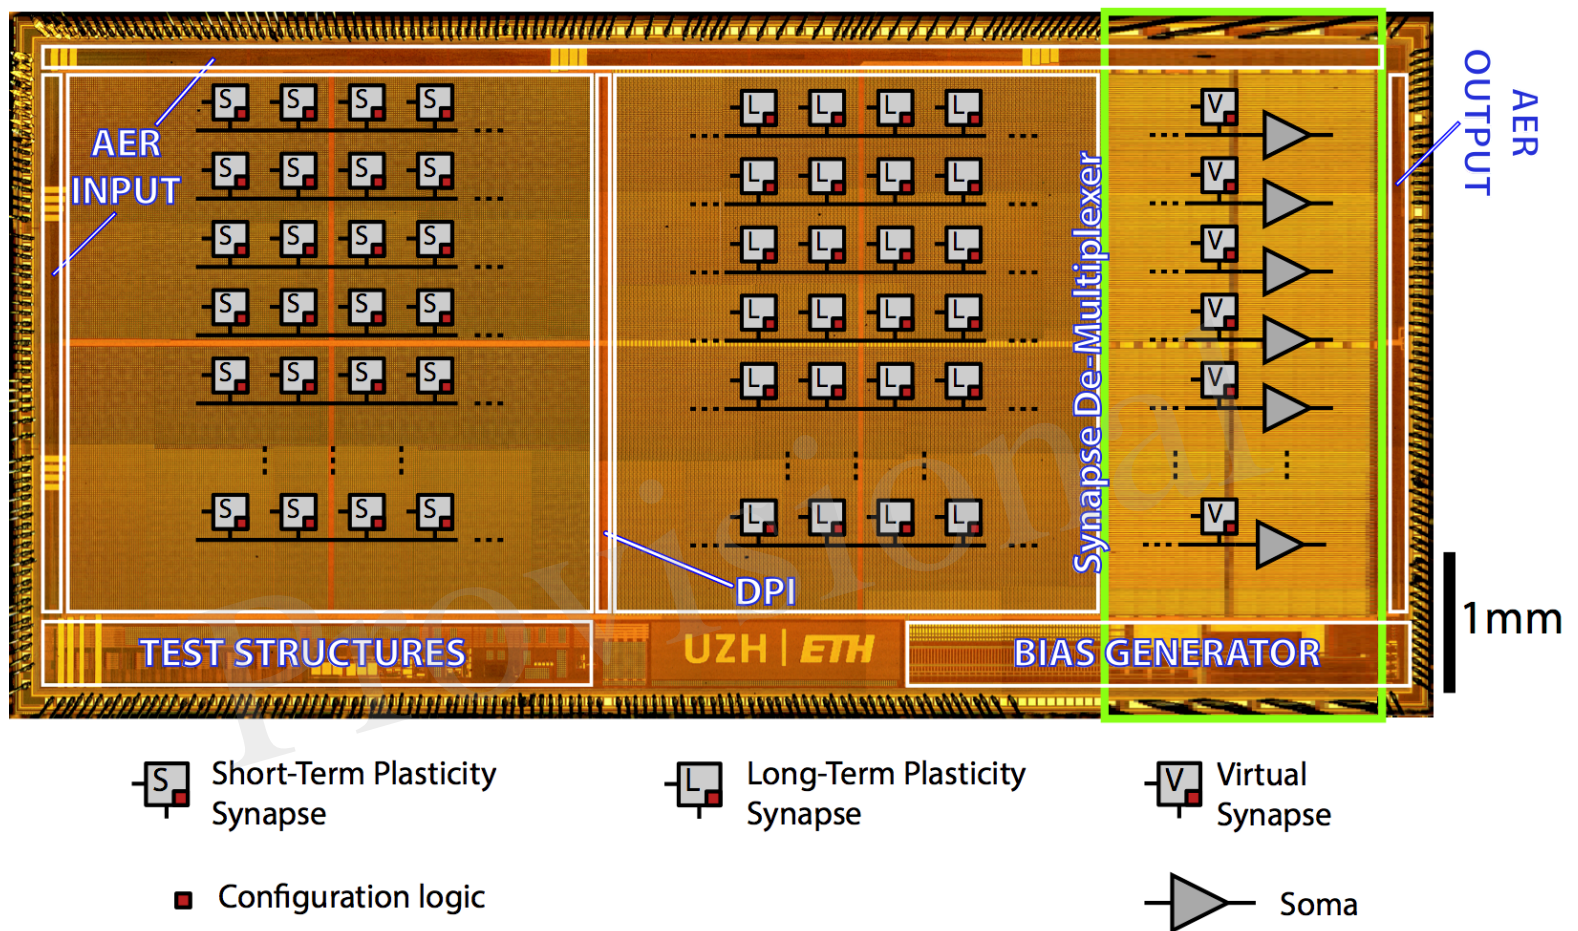 S S S S
L L L L
V
S S S S
L L L L
V
S S S S
L L L L
V
S S S S
L L L L
V
S S S S
L L L L
V
S S S S
L L L L
V
AER
INPUT
AER
OUTPUT
Synapse De-Multiplexer
DPI
Provisional
TEST STRUCTURES
UZH | ETH
BIAS GENERATOR
1mm
S Short-Term Plasticity
Synapse
L Long-Term Plasticity
Synapse
V Virtual
Synapse
Configuration logic
Soma